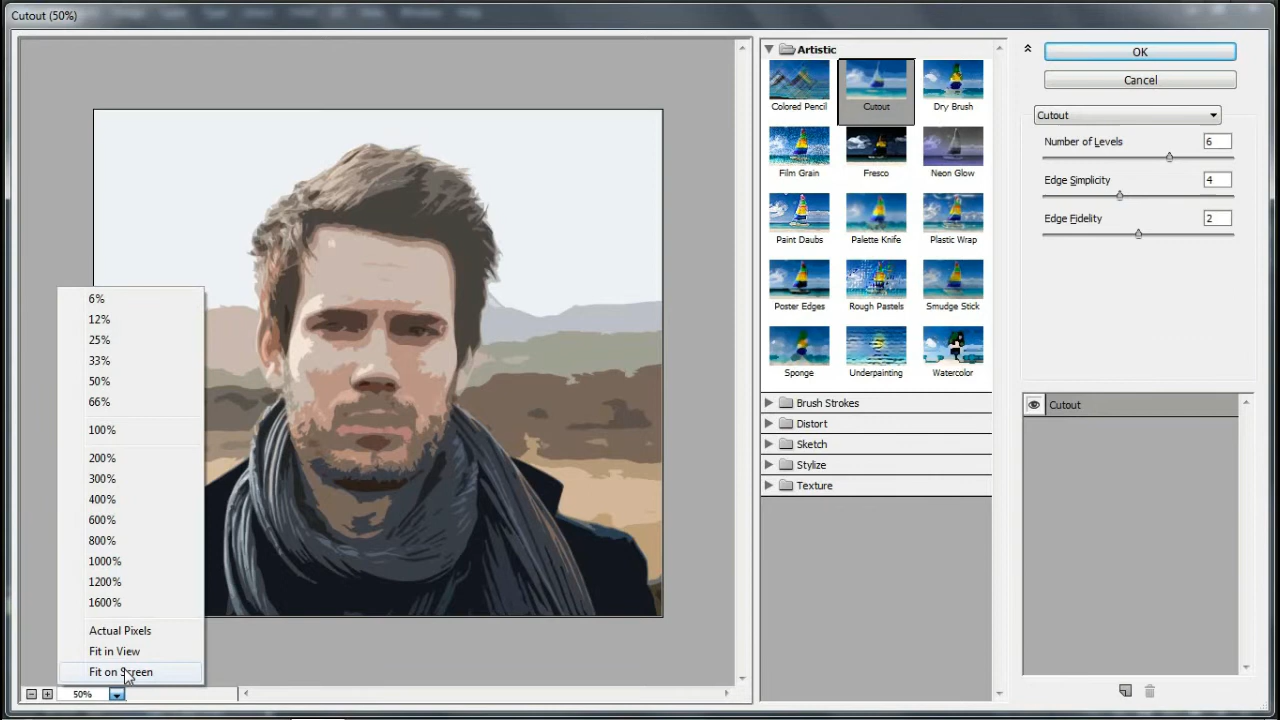 Cutout (50%)
6%
12%
25%
33%
50%
66%
100%
200%
300%
400%
600%
800%
1000%
1200%
1600%
Actual Pixels
Fit in View
Fit on Screen
50%
Artistic
Colored Pencil
Cutout
Dry Brush
Film Grain
Fresco
Neon Glow
Paint Daubs
Palette Knife
Plastic Wrap
Poster Edges
Rough Pastels
Smudge Stick
Sponge
Underpainting
Watercolor
Brush Strokes
Distort
Sketch
Stylize
Texture
OK
Cancel
Cutout
Number of Levels 6
Edge Simplicity 4
Edge Fidelity 2
Cutout